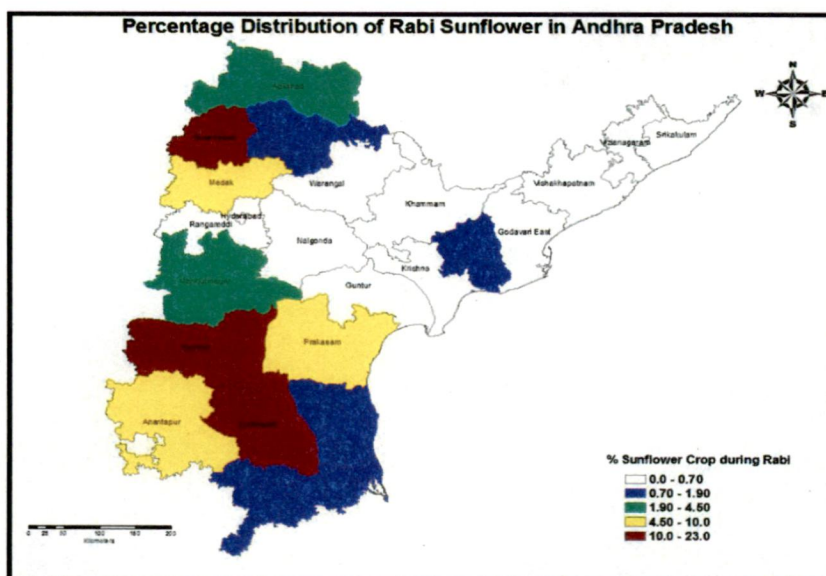 Percentage Distribution of Rabi Sunflower in Andhra Pradesh
N
W E
S
Srikakulam
Medak
Warangal
Vishakhapatnam
Khammam
Hyderabad
Rangareddi
Godavari East
Nalgonda
Krishna
Guntur
Prakasam
Anantapur
% Sunflower Crop during Rabi
0.0 - 0.70
0.70 - 1.90
1.90 - 4.50
4.50 - 10.0
10.0 - 23.0
Kilometers